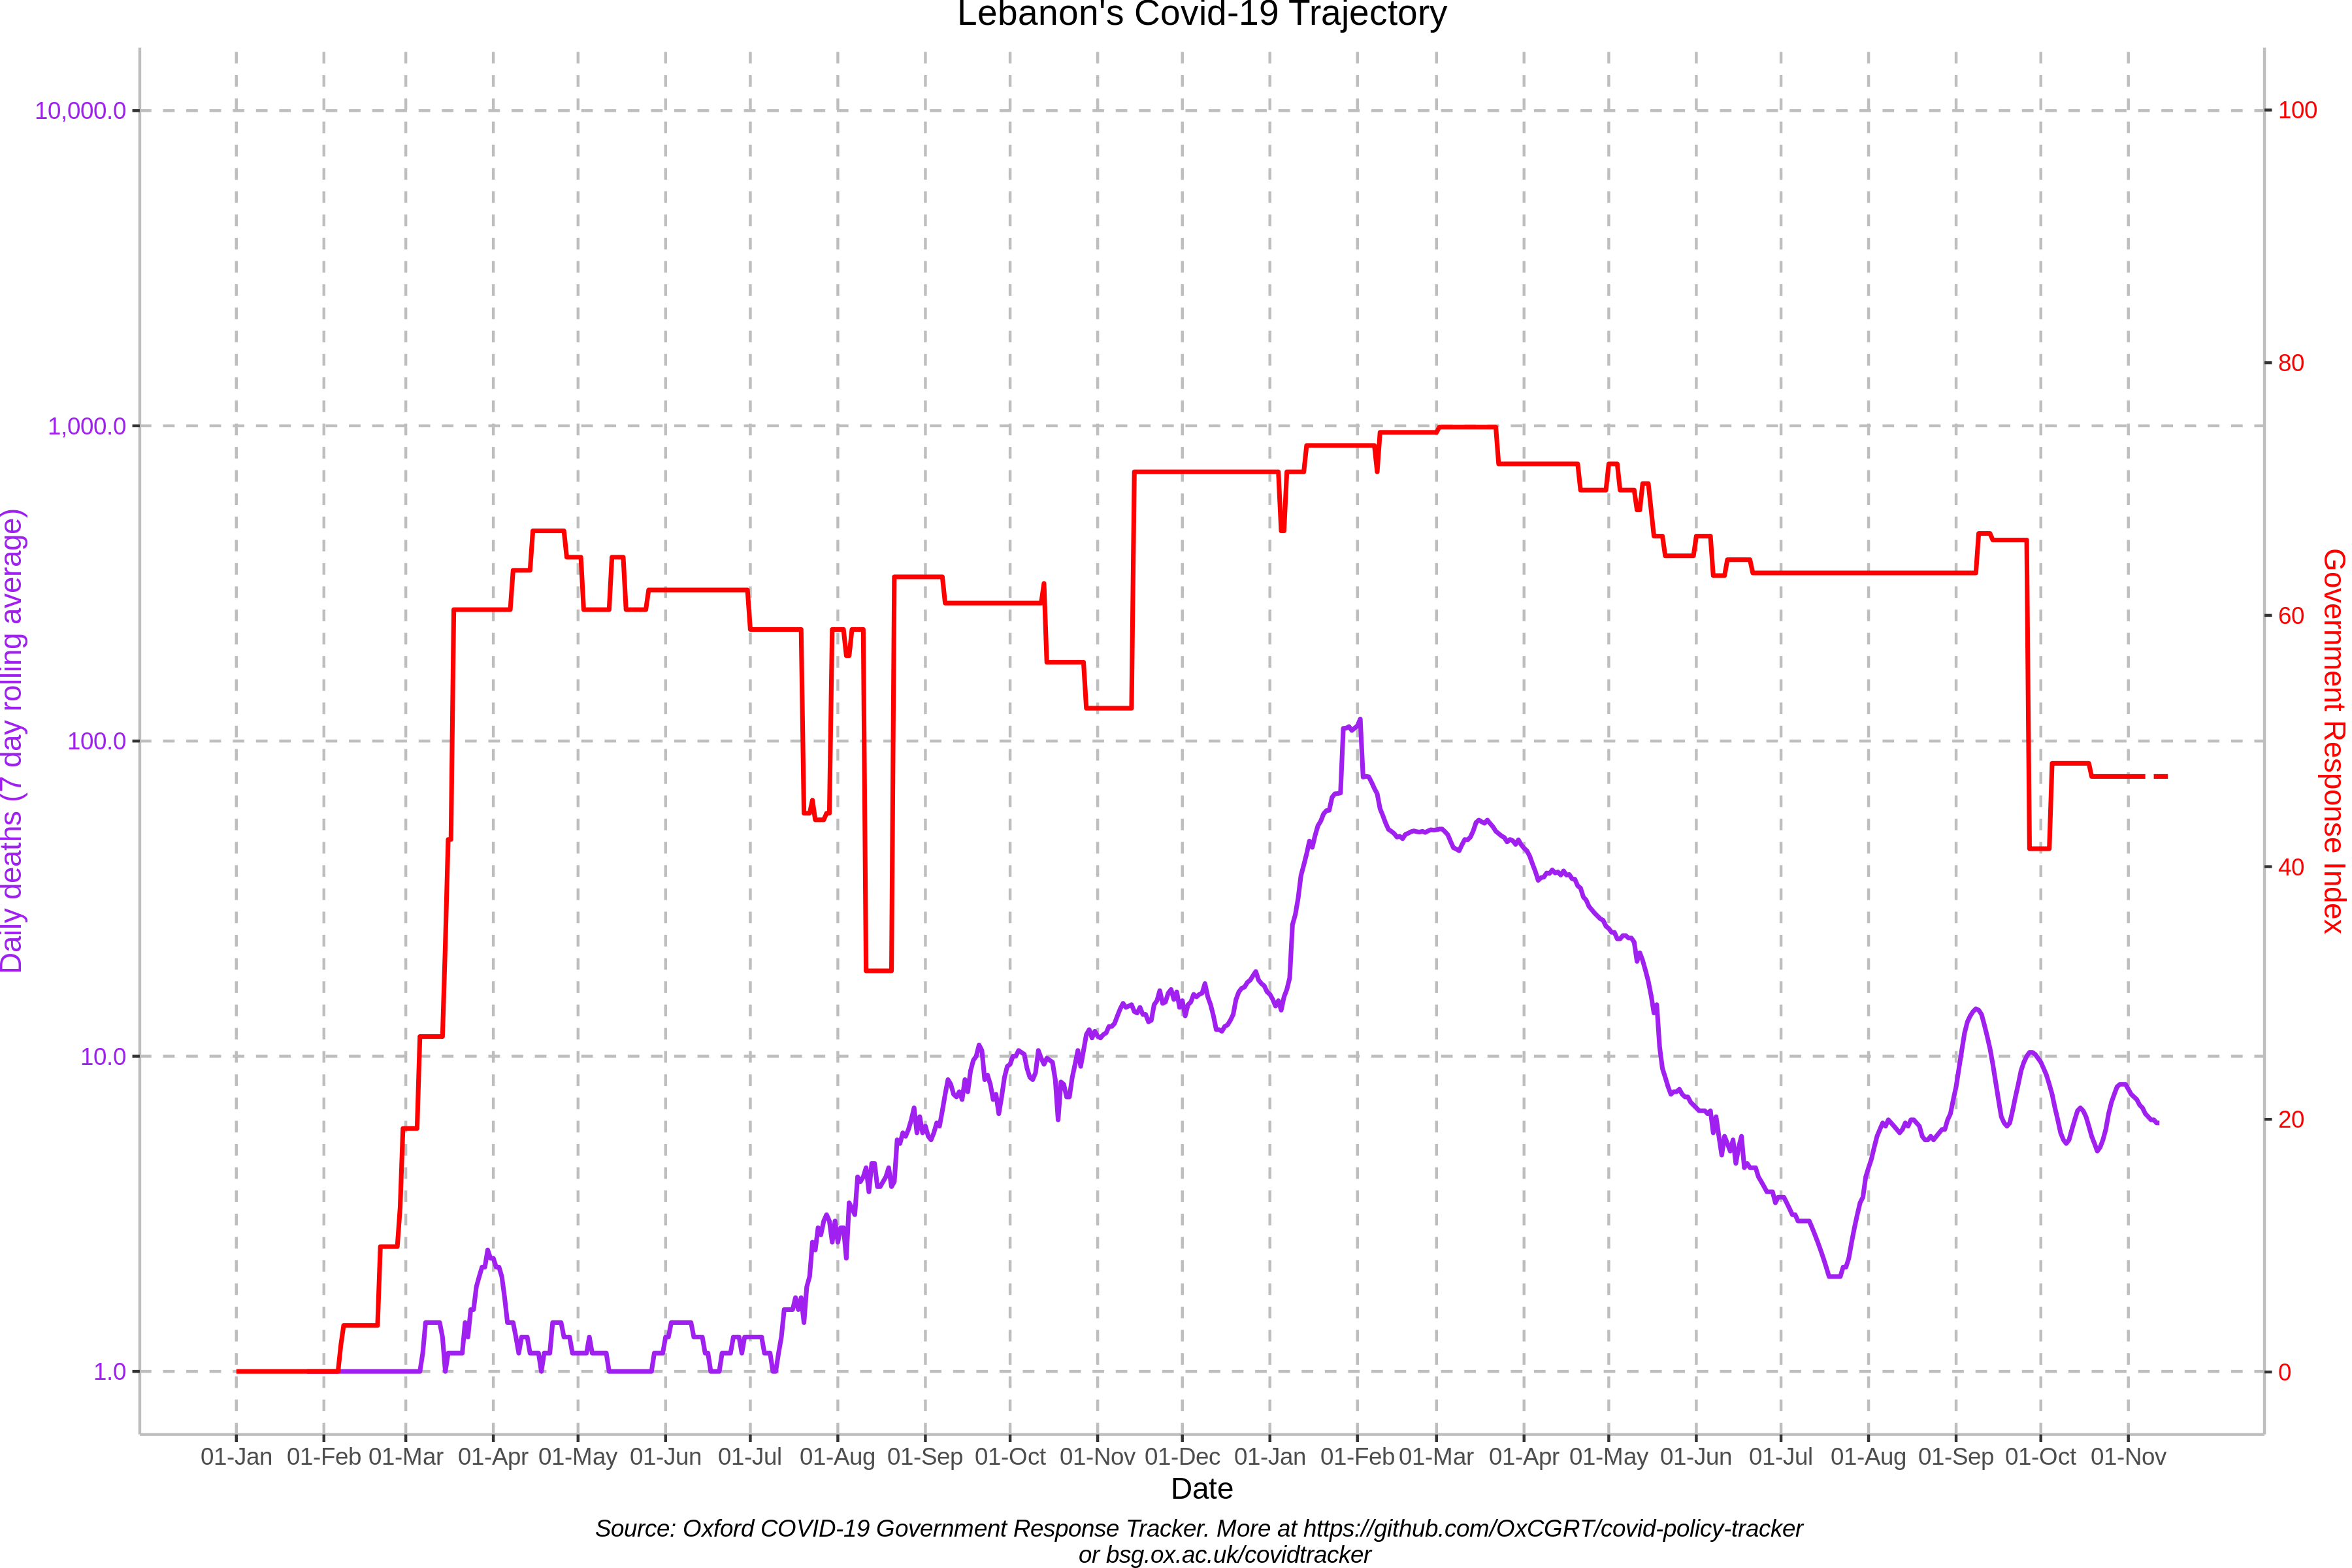 Lebanon's Covid-19 Trajectory
10,000.0
1,000.0
100.0
10.0
1.0
Daily deaths (7 day rolling average)
100
80
60
40
20
0
Government Response Index
01-Jan 01-Feb 01-Mar 01-Apr 01-May 01-Jun 01-Jul 01-Aug 01-Sep 01-Oct 01-Nov 01-Dec 01-Jan 01-Feb 01-Mar 01-Apr 01-May 01-Jun 01-Jul 01-Aug 01-Sep 01-Oct 01-Nov
Date
Source: Oxford COVID-19 Government Response Tracker. More at https://github.com/OxCGRT/covid-policy-tracker
or bsg.ox.ac.uk/covidtracker